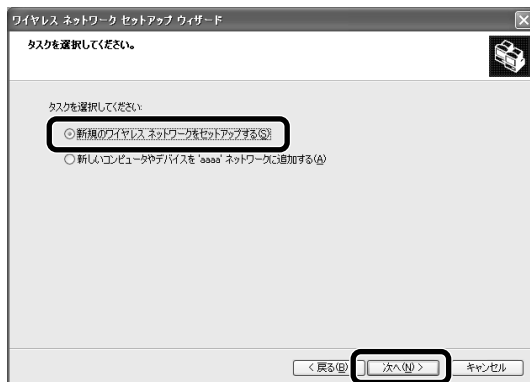 ワイヤレス ネットワーク セットアップ ウィザード
タスクを選択してください。
タスクを選択してください:
新規のワイヤレス ネットワークをセットアップする(S)
新しいコンピュータやデバイスを 'aaaa' ネットワークに追加する(A)
< 戻る(B)
次へ(N) >
キャンセル